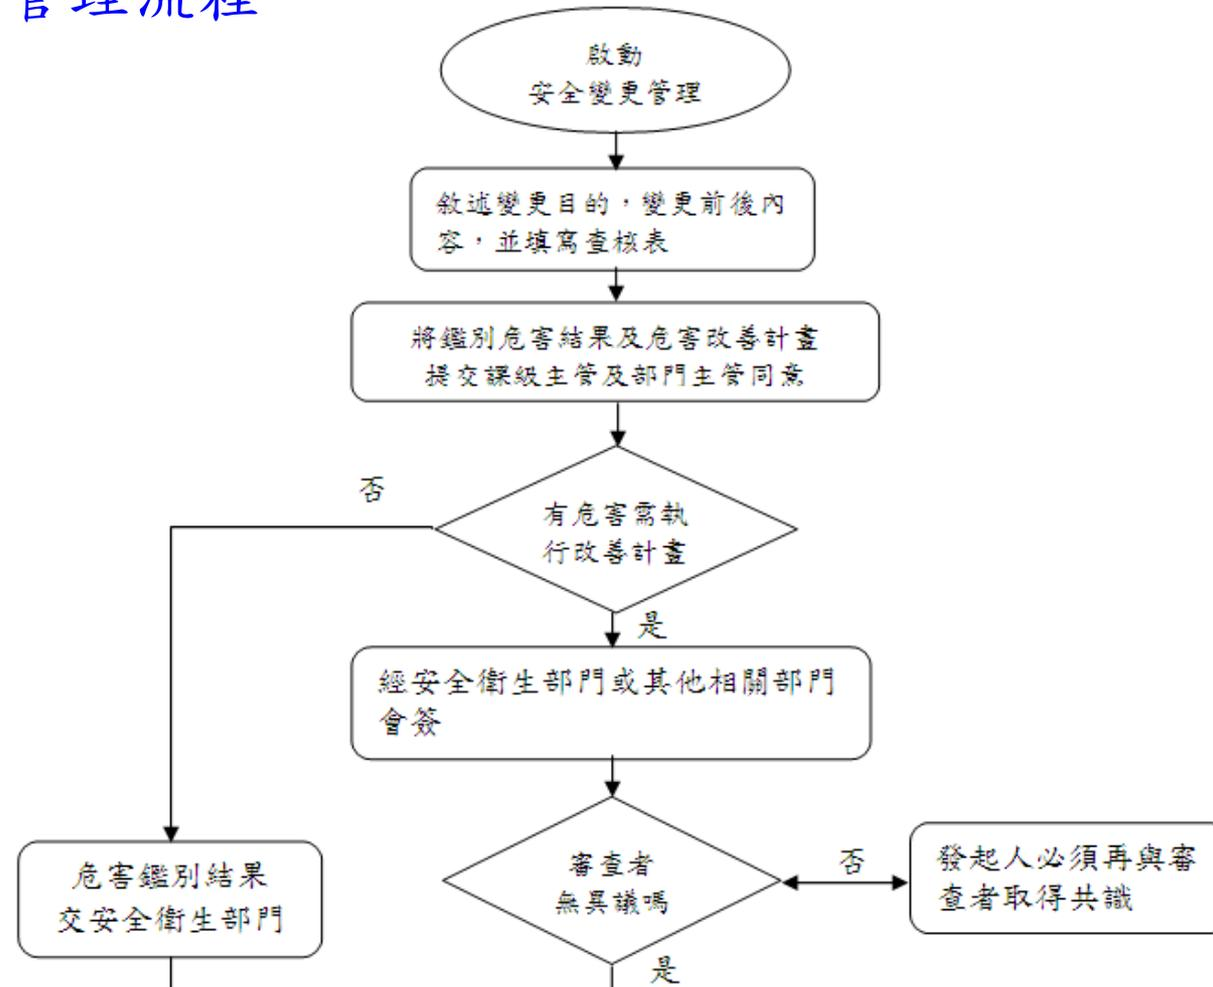 管理流程
啟動
安全變更管理
敘述變更目的，變更前後內
容，並填寫查核表
將鑑別危害結果及危害改善計畫
提交課級主管及部門主管同意
否
有危害需執
行改善計畫
是
經安全衛生部門或其他相關部門
會簽
危害鑑別結果
交安全衛生部門
審查者
無異議嗎
否
發起人必須再與審
查者取得共識
是